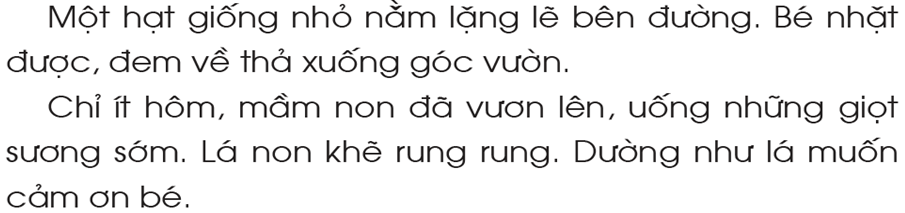 Một hạt giống nhỏ nằm lặng lẽ bên đường. Bé nhặt
được, đem về thả xuống góc vườn.
Chỉ ít hôm, mầm non đã vươn lên, uống những giọt
sương sớm. Lá non khẽ rung rung. Dường như lá muốn
cảm ơn bé.